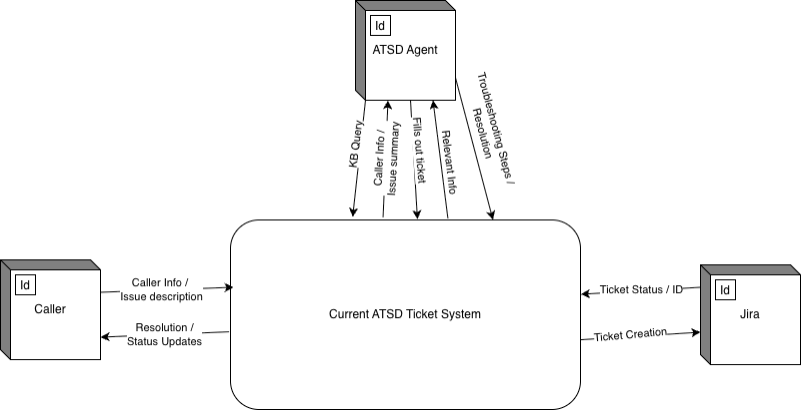 Id
ATSD Agent
KB Query
Caller Info /
Issue summary
Fills out ticket
Relevant Info
Troubleshooting Steps /
Resolution
Id
Caller
Caller Info /
Issue description
Resolution /
Status Updates
Current ATSD Ticket System
Ticket Status / ID
Ticket Creation
Id
Jira